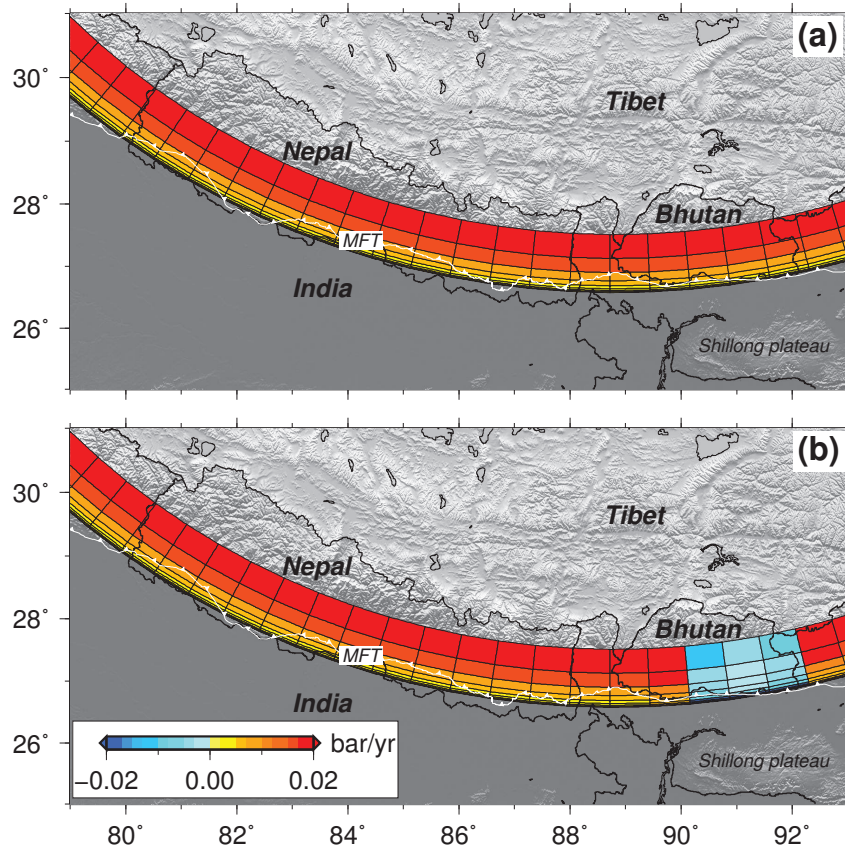 (a)
30˚
Tibet
Nepal
28˚
Bhutan
MFT
India
26˚
Shillong plateau
(b)
30˚
Tibet
Nepal
28˚
Bhutan
MFT
India
26˚
bar/yr
−0.02 0.00 0.02
Shillong plateau
80˚ 82˚ 84˚ 86˚ 88˚ 90˚ 92˚